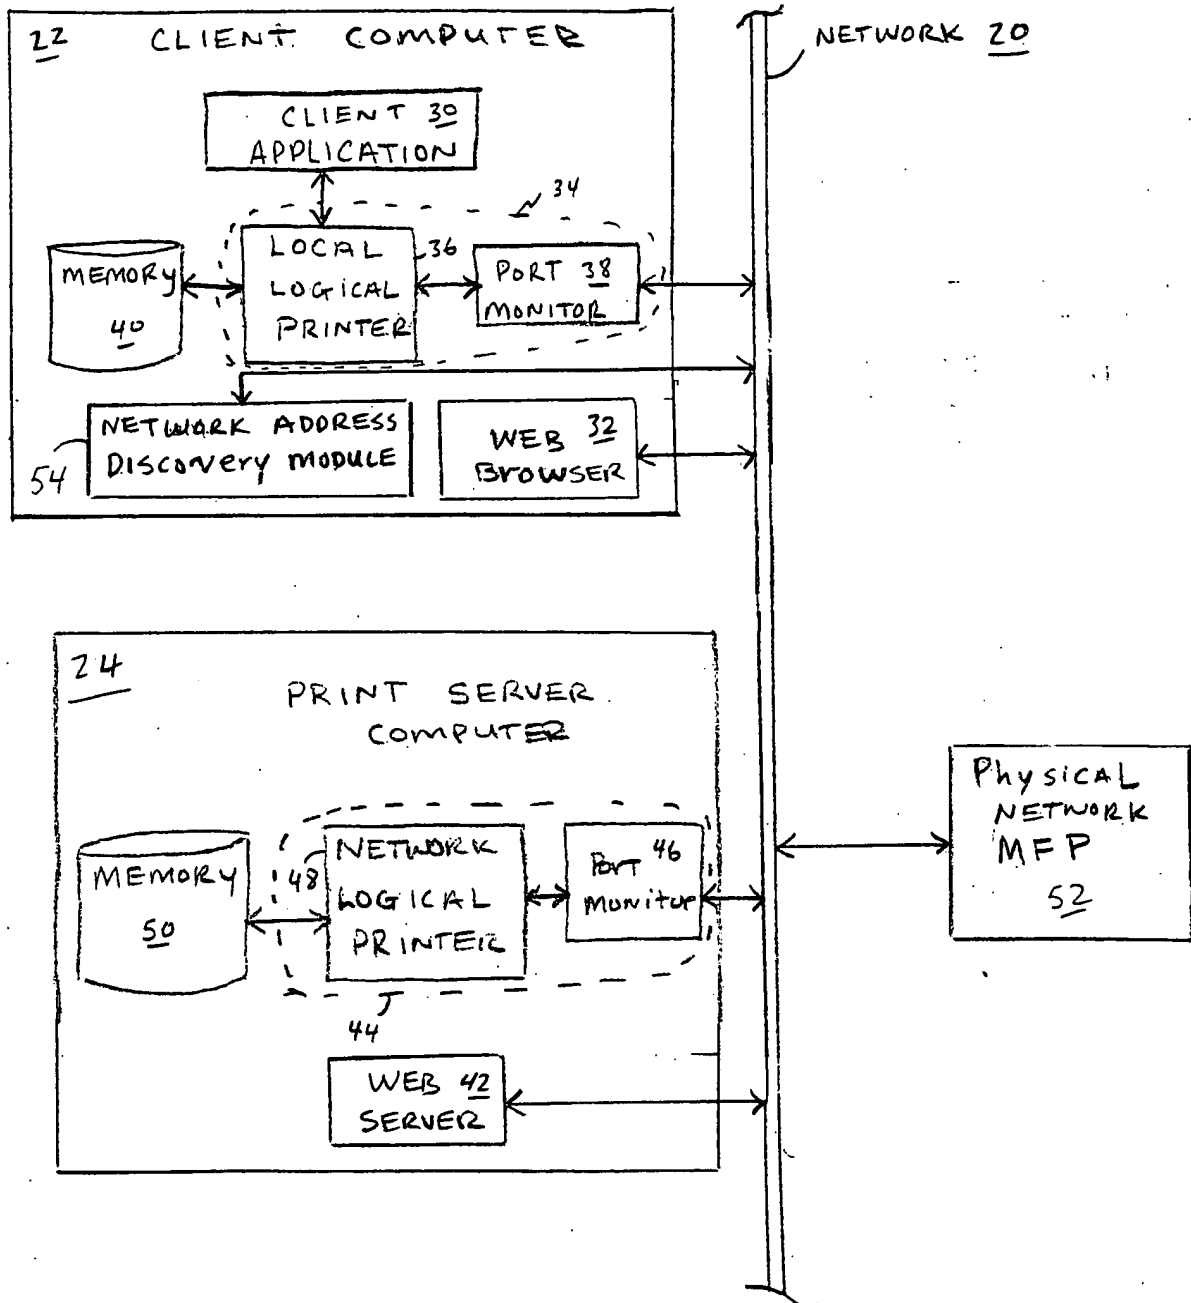 22 CLIENT COMPUTER
NETWORK 20
CLIENT 30
APPLICATION
34
LOCAL
LOGICAL
PRINTER
36
PORT 38
MONITOR
MEMORY
40
NETWORK ADDRESS
DISCOVERY MODULE
54
WEB 32
BROWSER
24
PRINT SERVER
COMPUTER
MEMORY
50
48
NETWORK
LOGICAL
PRINTER
PORT 46
MONITOR
44
WEB 42
SERVER
PHYSICAL
NETWORK
MFP
52